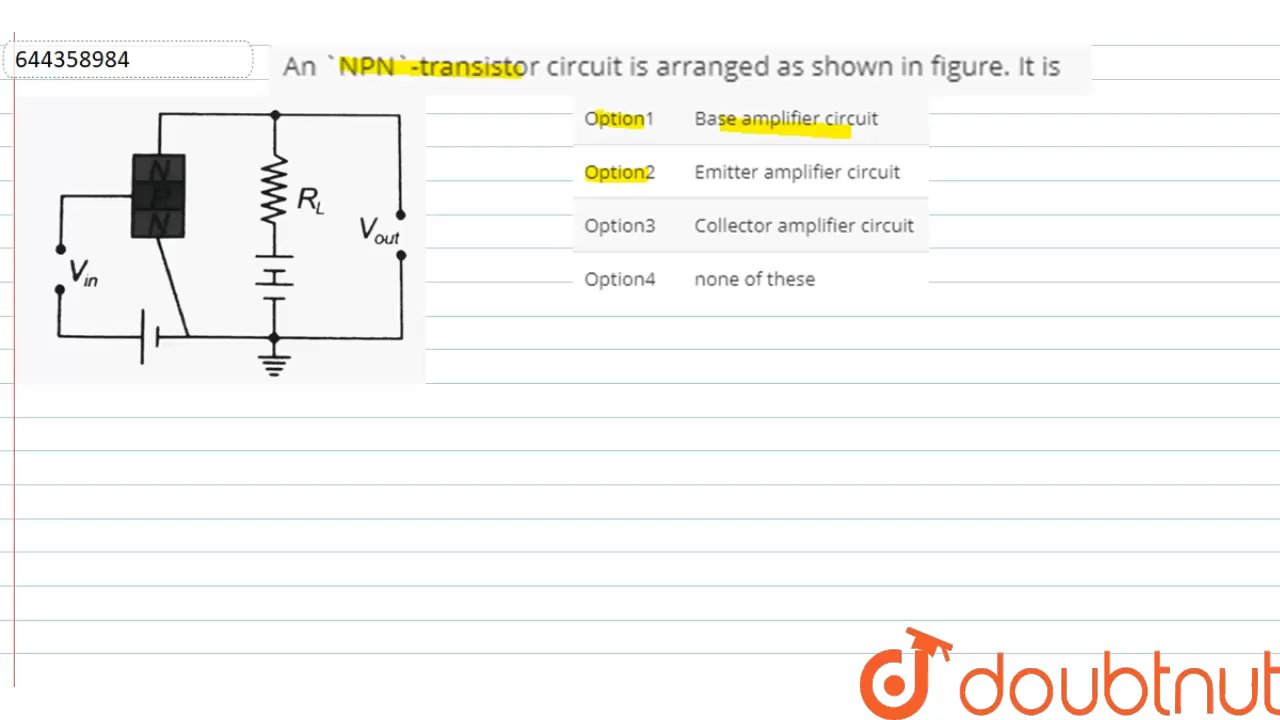 644358984
An `NPN`-transistor circuit is arranged as shown in figure. It is
Option1 Base amplifier circuit
Option2 Emitter amplifier circuit
Option3 Collector amplifier circuit
Option4 none of these
N
P
N
R_L
V_out
V_in
doubtnut